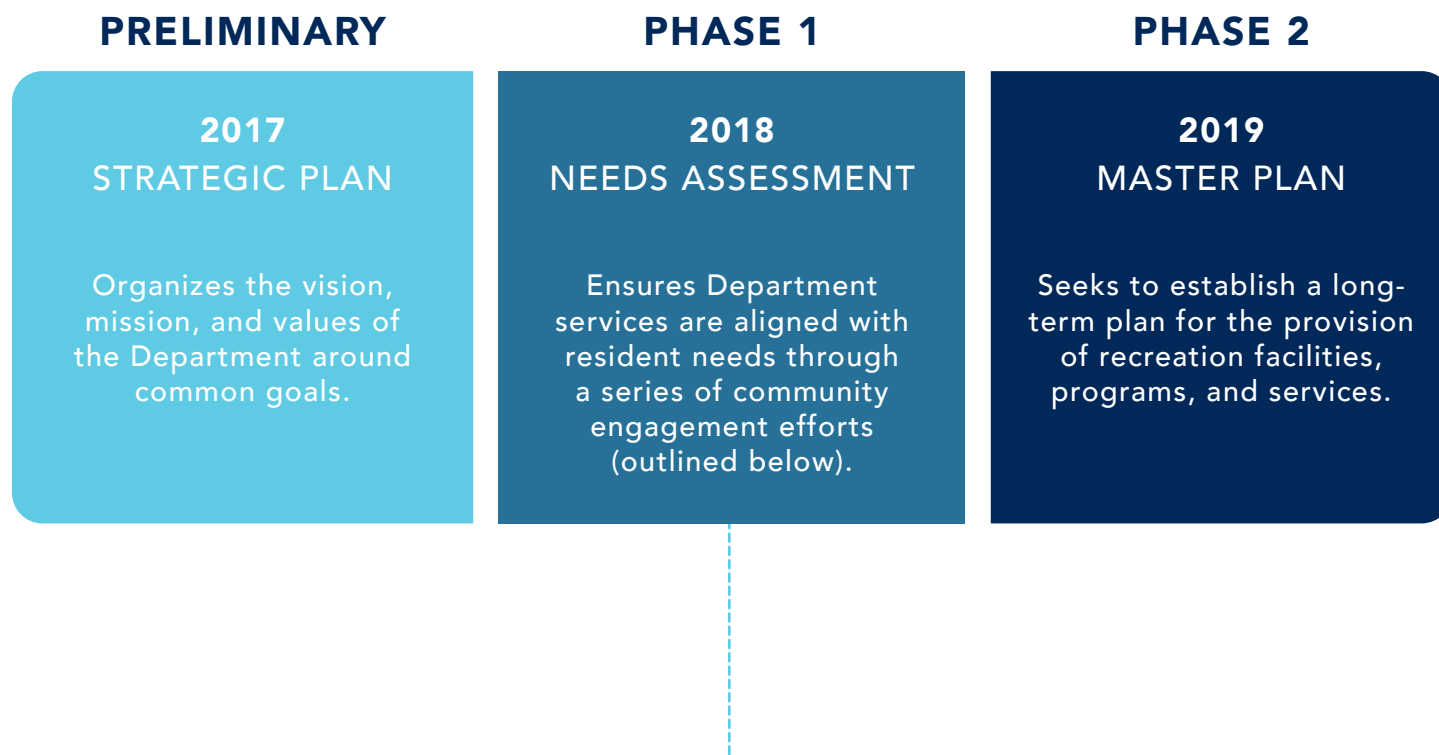 PRELIMINARY
2017
STRATEGIC PLAN
Organizes the vision,
mission, and values of
the Department around
common goals.
PHASE 1
2018
NEEDS ASSESSMENT
Ensures Department
services are aligned with
resident needs through
a series of community
engagement efforts
(outlined below).
PHASE 2
2019
MASTER PLAN
Seeks to establish a long-
term plan for the provision
of recreation facilities,
programs, and services.